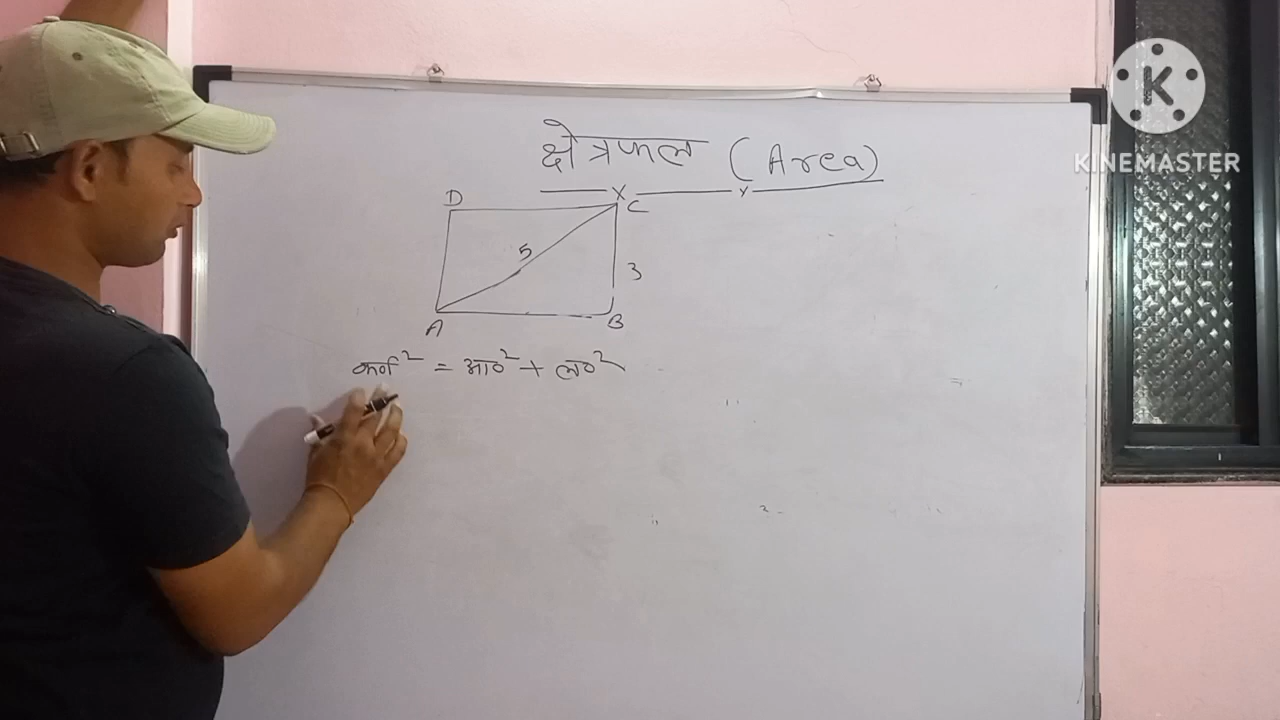 क्षेत्रफल (Area)
D
C
5
3
A
B
कर्ण² = आ०² + ल०²
K
KINEMASTER